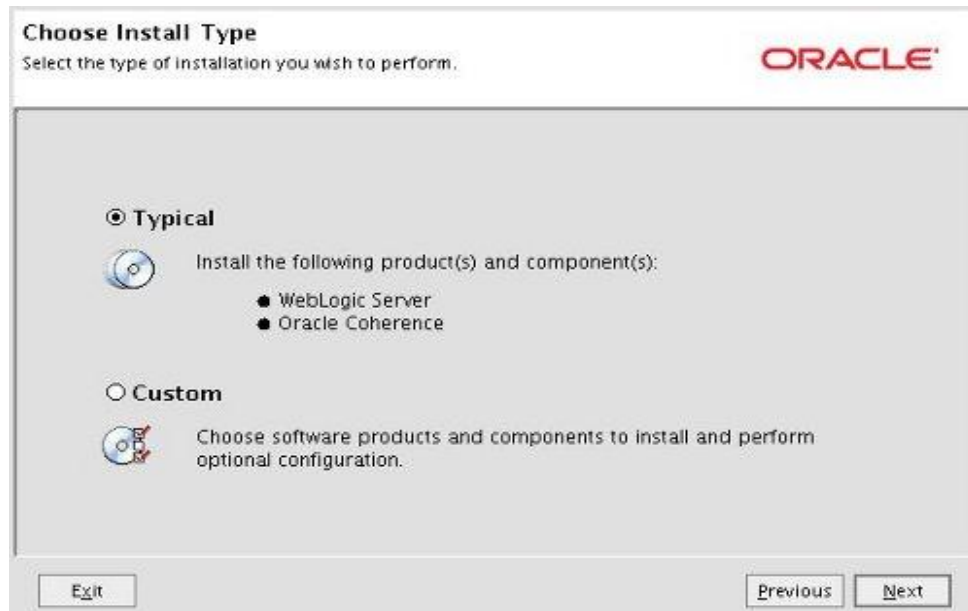 Choose Install Type
Select the type of installation you wish to perform.
ORACLE
Typical
Install the following product(s) and component(s):
● WebLogic Server
● Oracle Coherence
Custom
Choose software products and components to install and perform
optional configuration.
Exit
Previous
Next